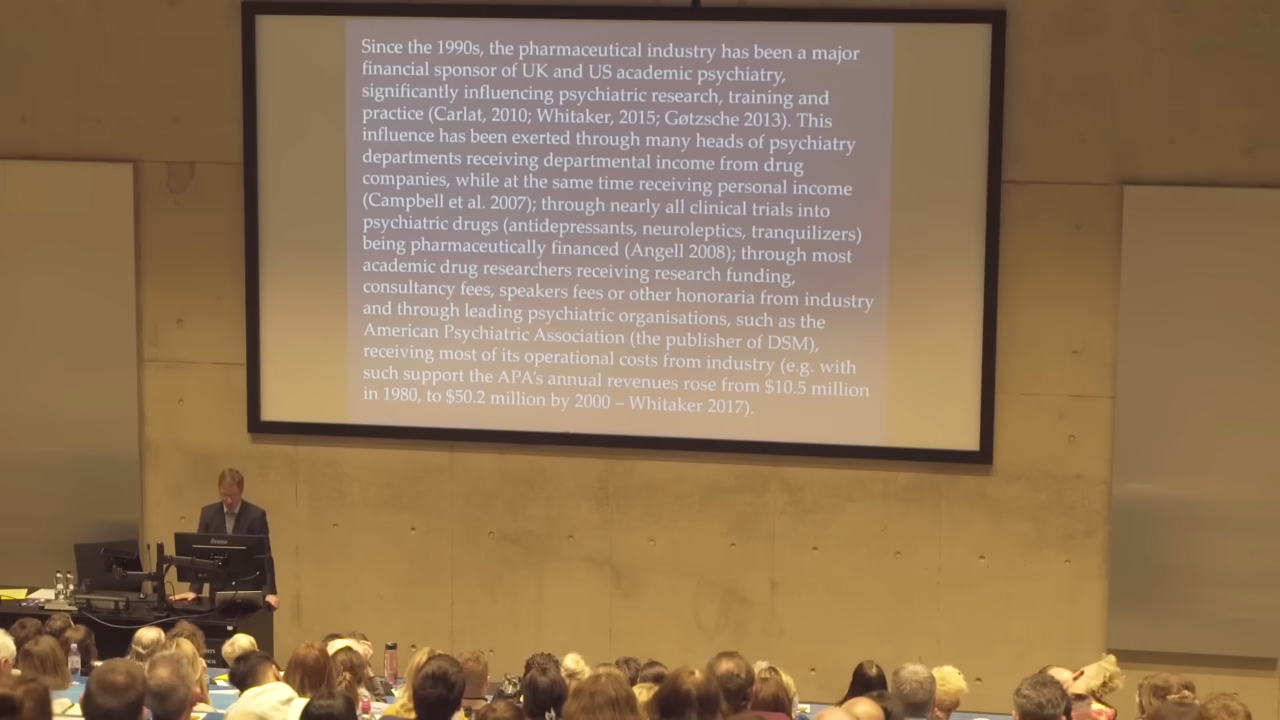 Since the 1990s, the pharmaceutical industry has been a major
financial sponsor of UK and US academic psychiatry,
significantly influencing psychiatric research, training and
practice (Carlat, 2010; Whitaker, 2015; Gøtzsche 2013). This
influence has been exerted through many heads of psychiatry
departments receiving departmental income from drug
companies, while at the same time receiving personal income
(Campbell et al. 2007); through nearly all clinical trials into
psychiatric drugs (antidepressants, neuroleptics, tranquilizers)
being pharmaceutically financed (Angell 2008); through most
academic drug researchers receiving research funding,
consultancy fees, speakers fees or other honoraria from industry
and through leading psychiatric organisations, such as the
American Psychiatric Association (the publisher of DSM),
receiving most of its operational costs from industry (e.g. with
such support the APA's annual revenues rose from $10.5 million
in 1980, to $50.2 million by 2000 – Whitaker 2017).